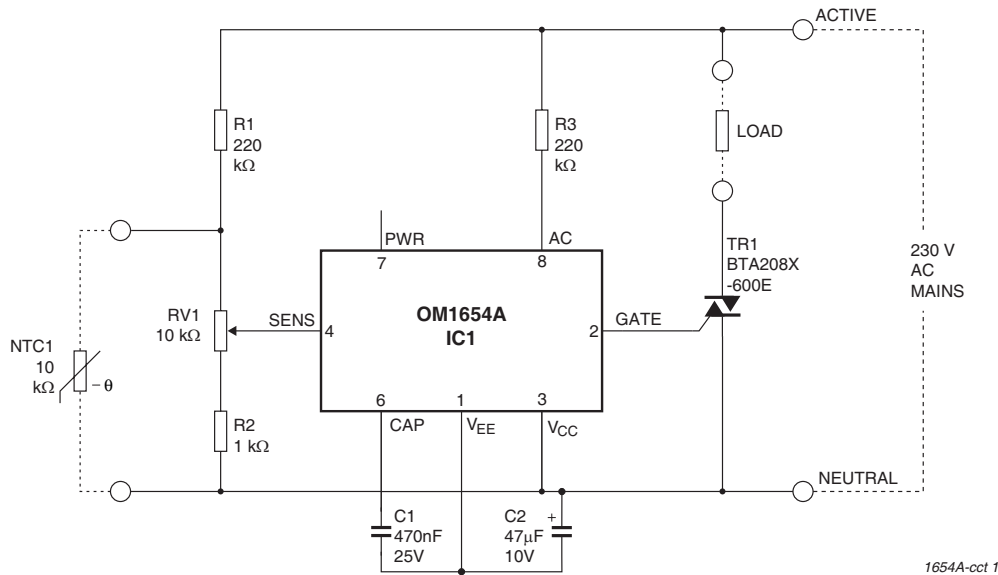 ACTIVE
R1
220
kΩ
R3
220
kΩ
LOAD
PWR
7
AC
8
TR1
BTA208X
-600E
230 V
AC
MAINS
RV1
10 kΩ
SENS
4
OM1654A
IC1
2
GATE
NTC1
10
kΩ
– θ
R2
1 kΩ
6
CAP
1
VEE
3
VCC
NEUTRAL
C1
470nF
25V
C2
+
47μF
10V
1654A-cct 1